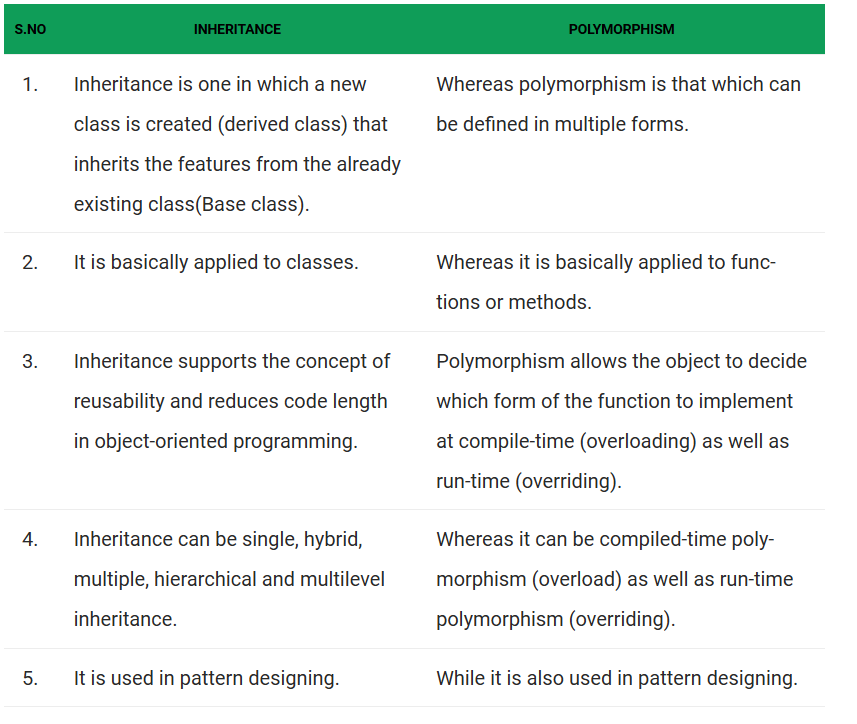 S.NO INHERITANCE POLYMORPHISM
1. Inheritance is one in which a new
class is created (derived class) that
inherits the features from the already
existing class(Base class).
Whereas polymorphism is that which can
be defined in multiple forms.
2. It is basically applied to classes.
Whereas it is basically applied to func-
tions or methods.
3. Inheritance supports the concept of
reusability and reduces code length
in object-oriented programming.
Polymorphism allows the object to decide
which form of the function to implement
at compile-time (overloading) as well as
run-time (overriding).
4. Inheritance can be single, hybrid,
multiple, hierarchical and multilevel
inheritance.
Whereas it can be compiled-time poly-
morphism (overload) as well as run-time
polymorphism (overriding).
5. It is used in pattern designing.
While it is also used in pattern designing.